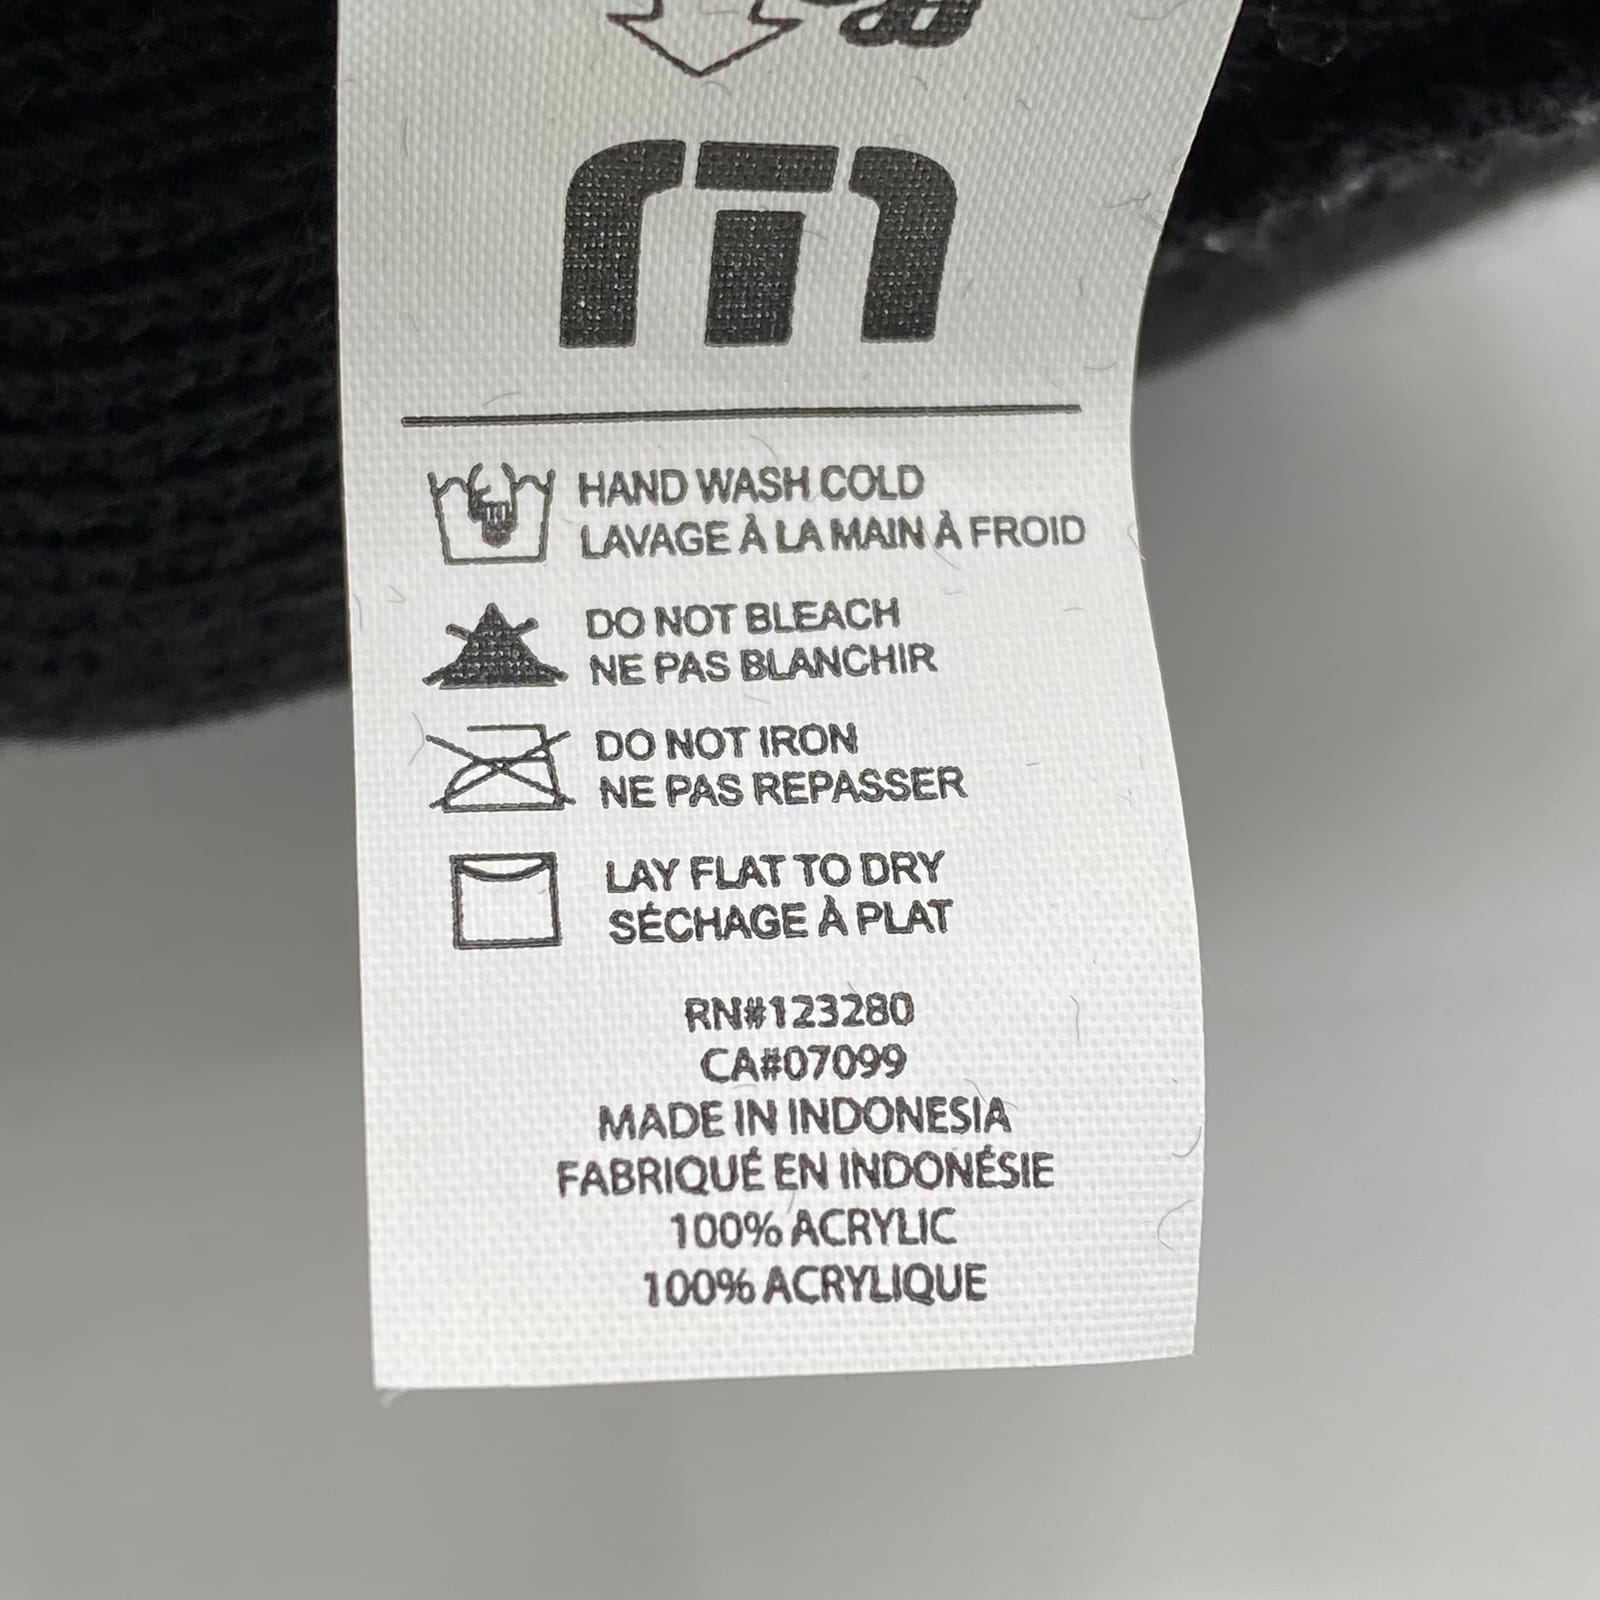 HAND WASH COLD
LAVAGE À LA MAIN À FROID
DO NOT BLEACH
NE PAS BLANCHIR
DO NOT IRON
NE PAS REPASSER
LAY FLAT TO DRY
SÉCHAGE À PLAT
RN#123280
CA#07099
MADE IN INDONESIA
FABRIQUÉ EN INDONÉSIE
100% ACRYLIC
100% ACRYLIQUE